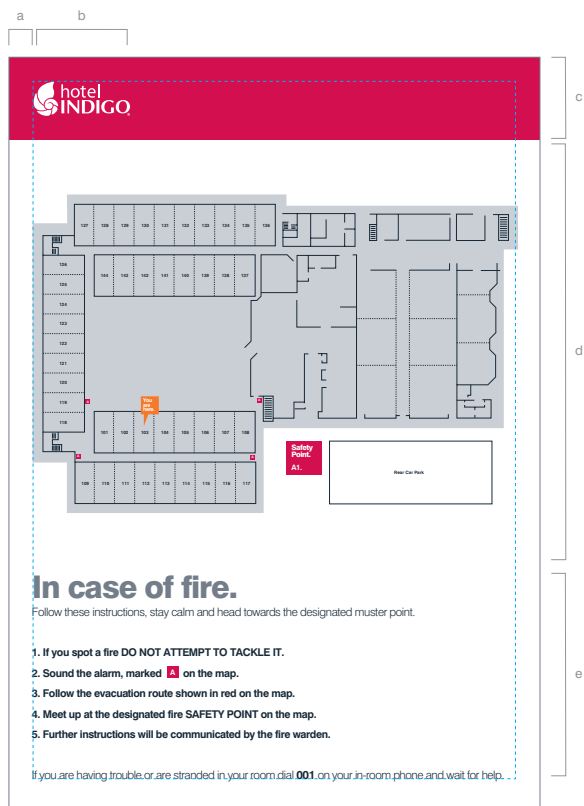 a
b
hotel
INDIGO
c
127 128 129 130 131 132 133 134 135 136
126
144 143 142 141 140 139 138 137
125
124
123
122
121
120
119
118
d
You
are
here.
A
A
101 102 103 104 105 106 107 108
A
A
Safety
Point.
A1.
Rear Car Park
109 110 111 112 113 114 115 116 117
In case of fire.
Follow these instructions, stay calm and head towards the designated muster point.
1. If you spot a fire DO NOT ATTEMPT TO TACKLE IT.
2. Sound the alarm, marked A on the map.
3. Follow the evacuation route shown in red on the map.
e
4. Meet up at the designated fire SAFETY POINT on the map.
5. Further instructions will be communicated by the fire warden.
If you are having trouble or are stranded in your room dial 001 on your in-room phone and wait for help.